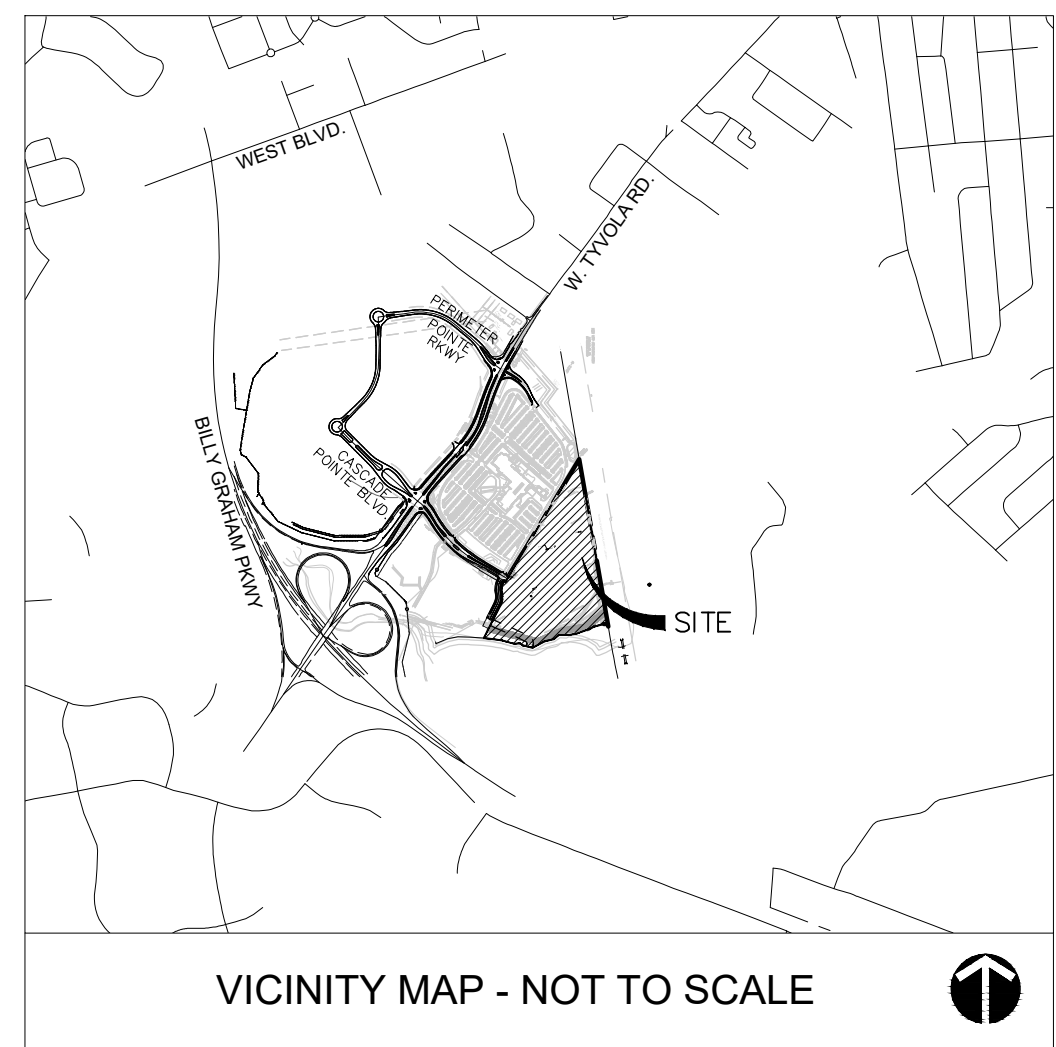 WEST BLVD.
W. TYVOLA RD.
PERIMETER
POINTE
RKWY
CASCADE
POINTE BLVD.
BILLY GRAHAM PKWY
SITE
VICINITY MAP - NOT TO SCALE